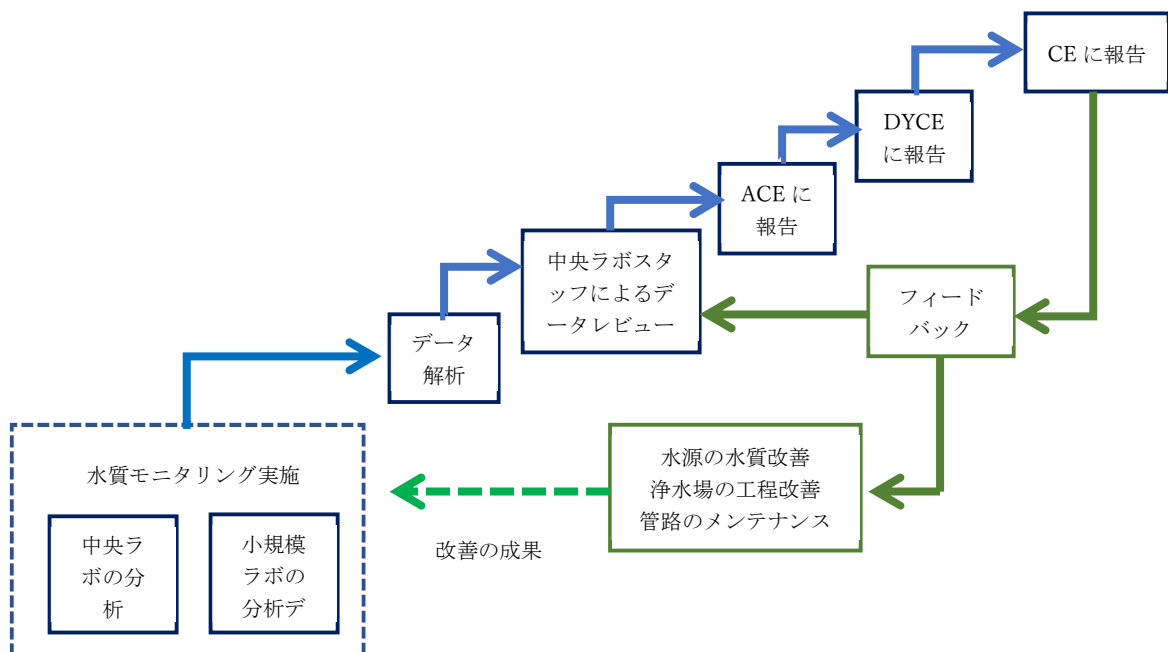 CE に報告
DYCE
に報告
ACE に
報告
中央ラボスタ
ッフによるデ
ータレビュー
フィード
バック
データ
解析
水質モニタリング実施
中央ラ
ボの分
析
小規模
ラボの
分析デ
水源の水質改善
浄水場の工程改善
管路のメンテナンス
改善の成果